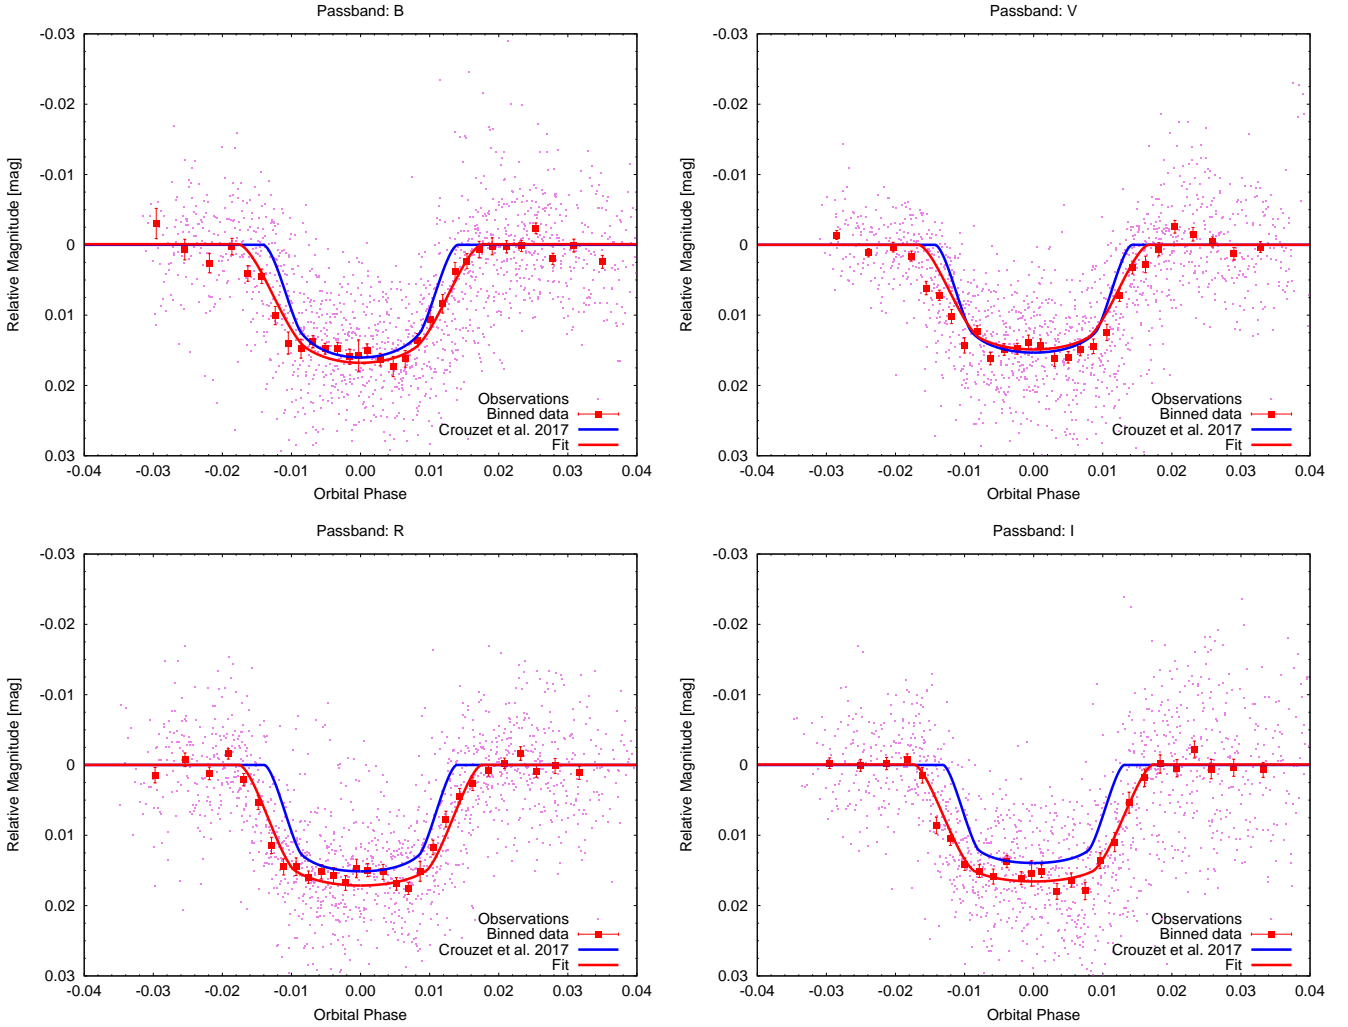 Passband: B
-0.03
-0.02
-0.01
0
0.01
0.02
0.03
Relative Magnitude [mag]
Observations
Binned data
Crouzet et al. 2017
Fit
-0.04 -0.03 -0.02 -0.01 0.00 0.01 0.02 0.03 0.04
Orbital Phase
Passband: V
-0.03
-0.02
-0.01
0
0.01
0.02
0.03
Relative Magnitude [mag]
Observations
Binned data
Crouzet et al. 2017
Fit
-0.04 -0.03 -0.02 -0.01 0.00 0.01 0.02 0.03 0.04
Orbital Phase
Passband: R
-0.03
-0.02
-0.01
0
0.01
0.02
0.03
Relative Magnitude [mag]
Observations
Binned data
Crouzet et al. 2017
Fit
-0.04 -0.03 -0.02 -0.01 0.00 0.01 0.02 0.03 0.04
Orbital Phase
Passband: I
-0.03
-0.02
-0.01
0
0.01
0.02
0.03
Relative Magnitude [mag]
Observations
Binned data
Crouzet et al. 2017
Fit
-0.04 -0.03 -0.02 -0.01 0.00 0.01 0.02 0.03 0.04
Orbital Phase